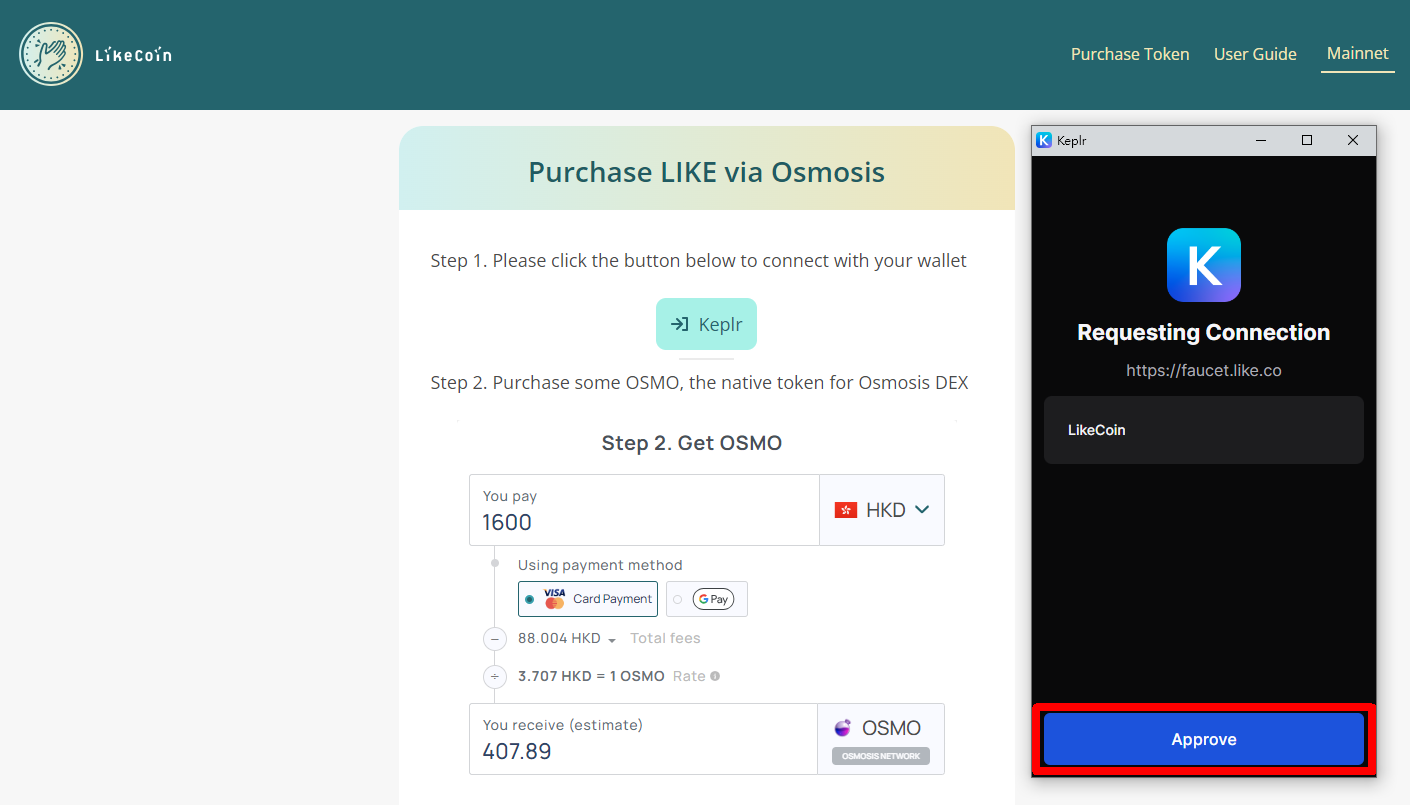 LikeCoin
Purchase Token
User Guide
Mainnet
Purchase LIKE via Osmosis
Step 1. Please click the button below to connect with your wallet
Keplr
Step 2. Purchase some OSMO, the native token for Osmosis DEX
Step 2. Get OSMO
You pay
1600
HKD
Using payment method
VISA Card Payment
G Pay
88.004 HKD Total fees
3.707 HKD = 1 OSMO Rate
You receive (estimate)
407.89
OSMO
OSMOSIS NETWORK
K Keplr
K
Requesting Connection
https://faucet.like.co
LikeCoin
Approve